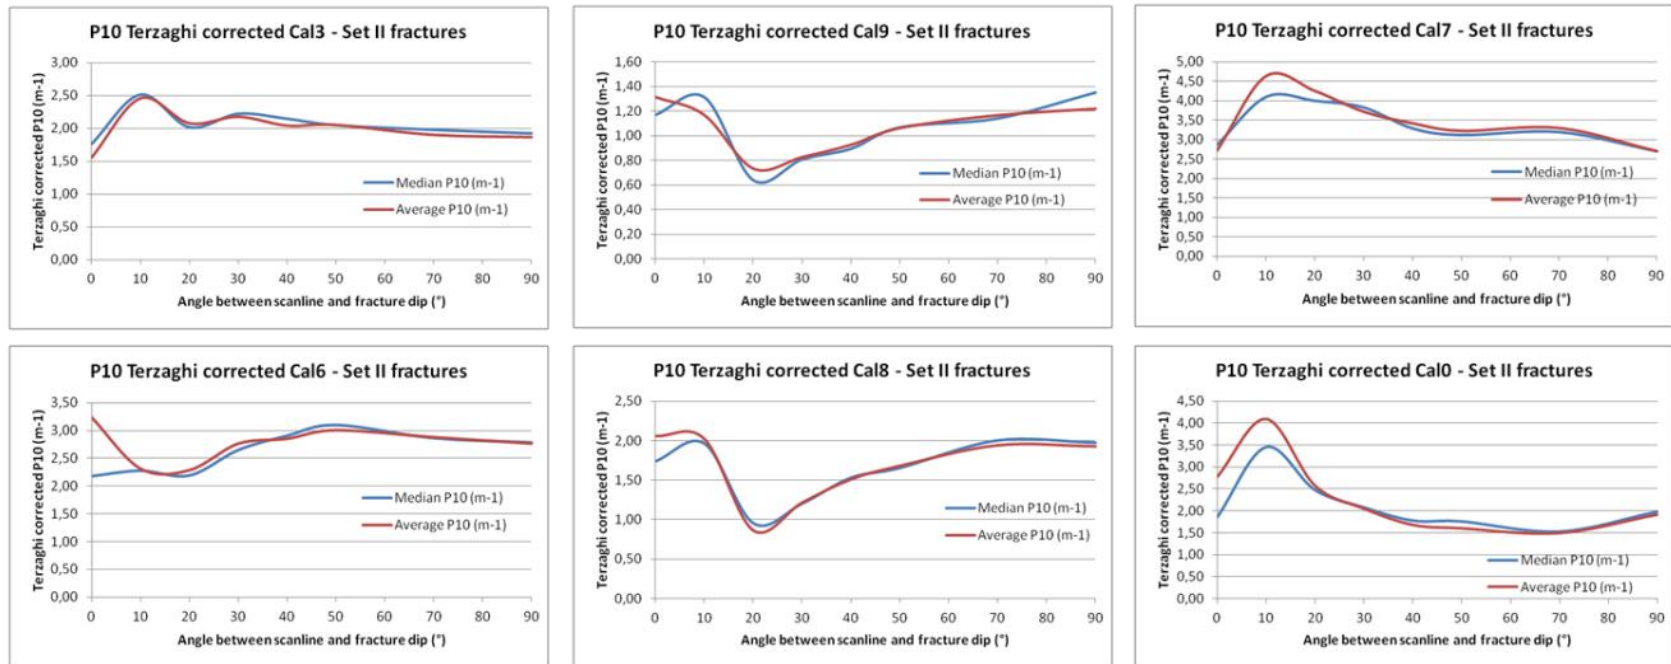 P10 Terzaghi corrected Cal3 - Set II fractures
Terzaghi corrected P10 (m-1)
3,00
2,50
2,00
1,50
1,00
0,50
0,00
Median P10 (m-1)
Average P10 (m-1)
0 10 20 30 40 50 60 70 80 90
Angle between scanline and fracture dip (°)
P10 Terzaghi corrected Cal9 - Set II fractures
Terzaghi corrected P10 (m-1)
1,60
1,40
1,20
1,00
0,80
0,60
0,40
0,20
0,00
Median P10 (m-1)
Average P10 (m-1)
0 10 20 30 40 50 60 70 80 90
Angle between scanline and fracture dip (°)
P10 Terzaghi corrected Cal7 - Set II fractures
Terzaghi corrected P10 (m-1)
5,00
4,50
4,00
3,50
3,00
2,50
2,00
1,50
1,00
0,50
0,00
Median P10 (m-1)
Average P10 (m-1)
0 10 20 30 40 50 60 70 80 90
Angle between scanline and fracture dip (°)
P10 Terzaghi corrected Cal6 - Set II fractures
Terzaghi corrected P10 (m-1)
3,50
3,00
2,50
2,00
1,50
1,00
0,50
0,00
Median P10 (m-1)
Average P10 (m-1)
0 10 20 30 40 50 60 70 80 90
Angle between scanline and fracture dip (°)
P10 Terzaghi corrected Cal8 - Set II fractures
Terzaghi corrected P10 (m-1)
2,50
2,00
1,50
1,00
0,50
0,00
Median P10 (m-1)
Average P10 (m-1)
0 10 20 30 40 50 60 70 80 90
Angle between scanline and fracture dip (°)
P10 Terzaghi corrected Cal0 - Set II fractures
Terzaghi corrected P10 (m-1)
4,50
4,00
3,50
3,00
2,50
2,00
1,50
1,00
0,50
0,00
Median P10 (m-1)
Average P10 (m-1)
0 10 20 30 40 50 60 70 80 90
Angle between scanline and fracture dip (°)